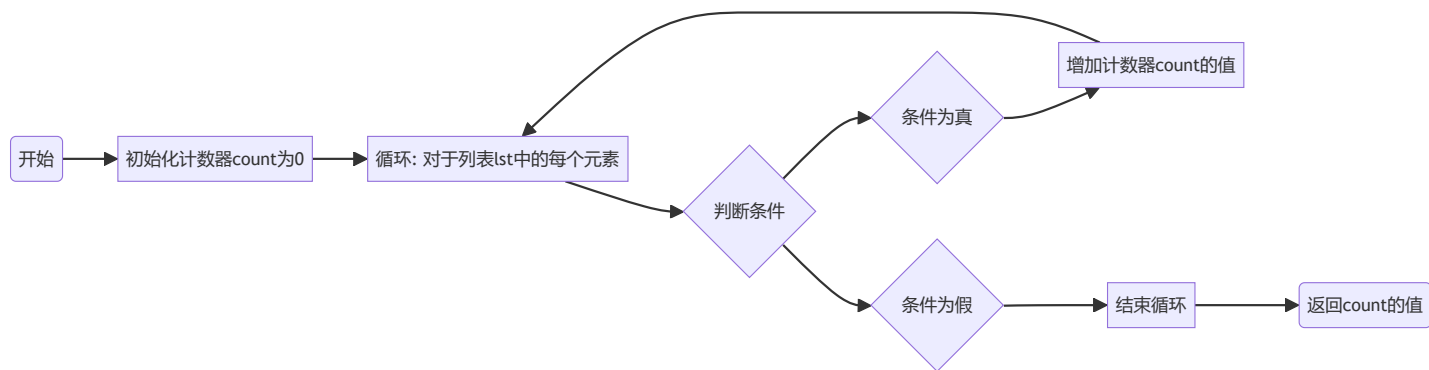 开始
初始化计数器count为0
循环: 对于列表lst中的每个元素
判断条件
条件为真
增加计数器count的值
条件为假
结束循环
返回count的值